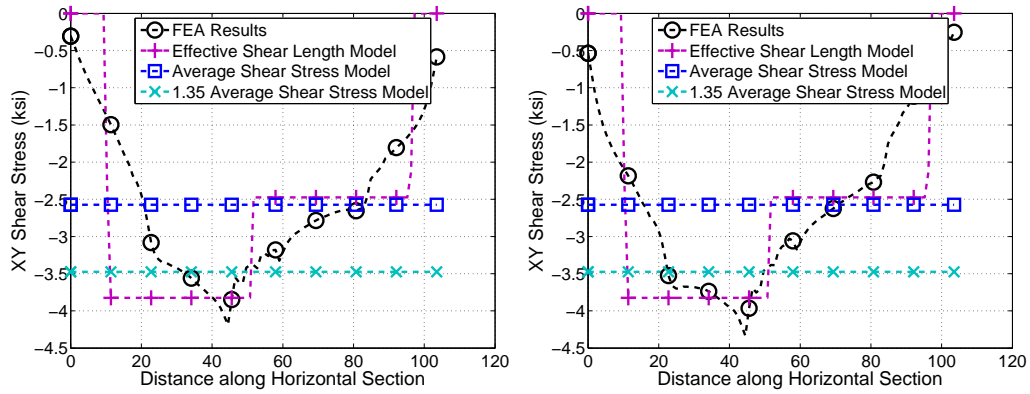 0
−0.5
−1
−1.5
−2
−2.5
−3
−3.5
−4
−4.5
0 20 40 60 80 100 120
XY Shear Stress (ksi)
Distance along Horizontal Section
FEA Results
Effective Shear Length Model
Average Shear Stress Model
1.35 Average Shear Stress Model
0
−0.5
−1
−1.5
−2
−2.5
−3
−3.5
−4
−4.5
0 20 40 60 80 100 120
XY Shear Stress (ksi)
Distance along Horizontal Section
FEA Results
Effective Shear Length Model
Average Shear Stress Model
1.35 Average Shear Stress Model